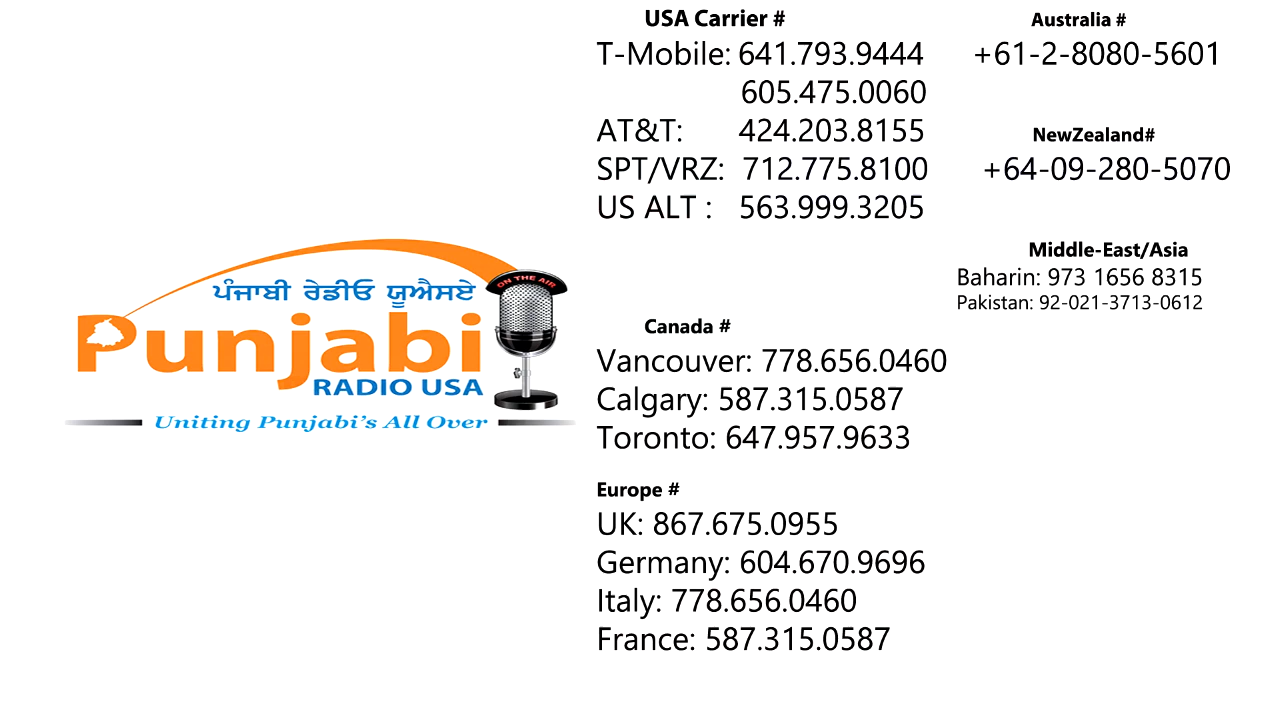 ਪੰਜਾਬੀ ਰੇਡੀਓ ਯੂਐਸਏ
ON THE AIR
Punjabi
RADIO USA
Uniting Punjabi's All Over
USA Carrier #
T-Mobile: 641.793.9444
605.475.0060
AT&T: 424.203.8155
SPT/VRZ: 712.775.8100
US ALT : 563.999.3205
Canada #
Vancouver: 778.656.0460
Calgary: 587.315.0587
Toronto: 647.957.9633
Europe #
UK: 867.675.0955
Germany: 604.670.9696
Italy: 778.656.0460
France: 587.315.0587
Australia #
+61-2-8080-5601
NewZealand#
+64-09-280-5070
Middle-East/Asia
Baharin: 973 1656 8315
Pakistan: 92-021-3713-0612